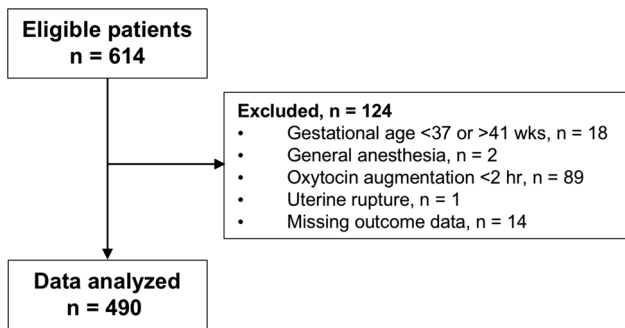 Eligible patients
n = 614
Excluded, n = 124
• Gestational age <37 or >41 wks, n = 18
• General anesthesia, n = 2
• Oxytocin augmentation <2 hr, n = 89
• Uterine rupture, n = 1
• Missing outcome data, n = 14
Data analyzed
n = 490